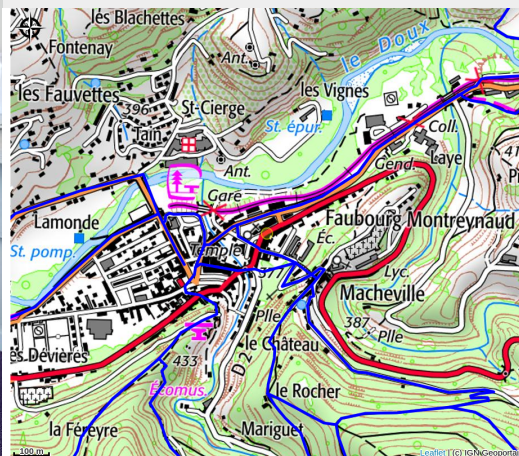 les Blachettes
Fontenay
Ant.
le Doux
les Fauvettes
396
St-Cierge
les Vignes
St. épur.
Tain
Coll.
Ant.
Gend.
Laye
Gare
Lamonde
Faubourg Montreynaud
Temple
Éc.
St. pomp.
Lyc.
Macheville
Plle
387
Plle
le Château
es Dévières
433
D 2
Écomus.
le Rocher
la Féreyre
Mariguet
100 m
Leaflet | (c) IGN Geoportail